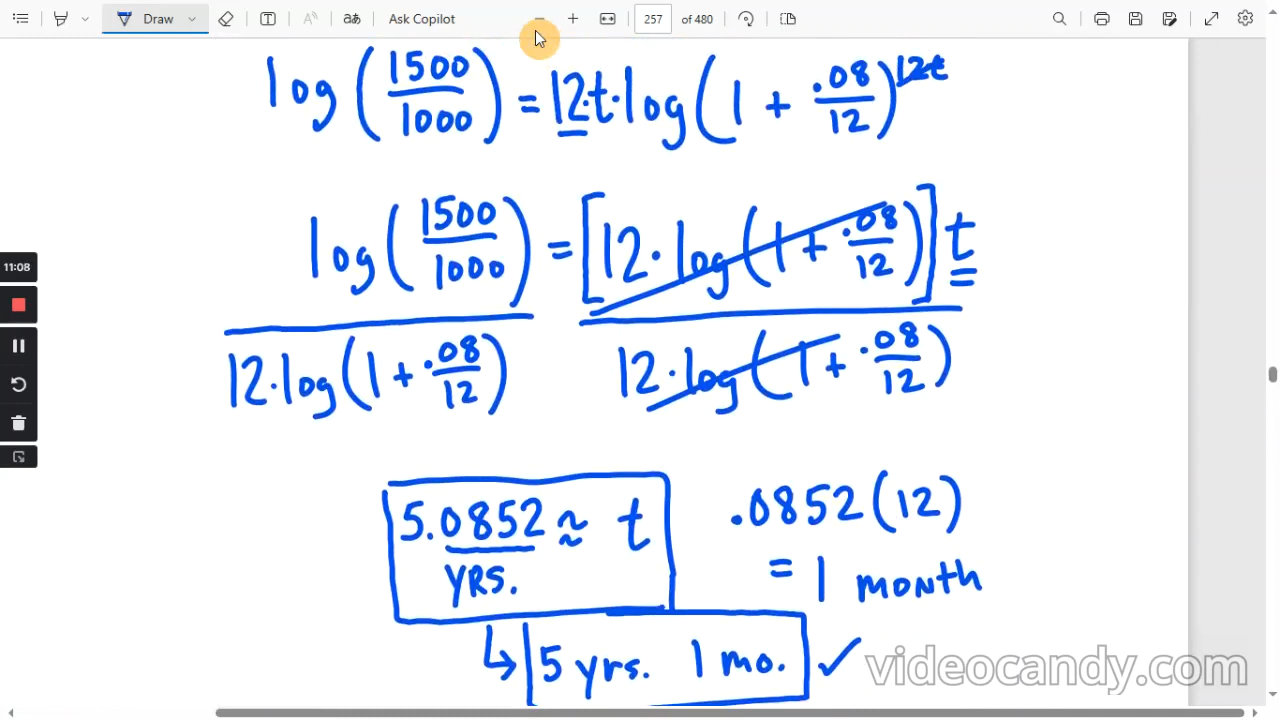 Draw
Ask Copilot
257 of 480
log(1500/1000) = 12·t·log(1 + .08/12)^12t
11:08
log(1500/1000) = [12·log(1 + .08/12)] t
12·log(1 + .08/12) 12·log(1 + .08/12)
5.0852 ≈ t .0852(12)
YRS. = 1 month
↳ 5 yrs. 1 mo. ✓
videocandy.com